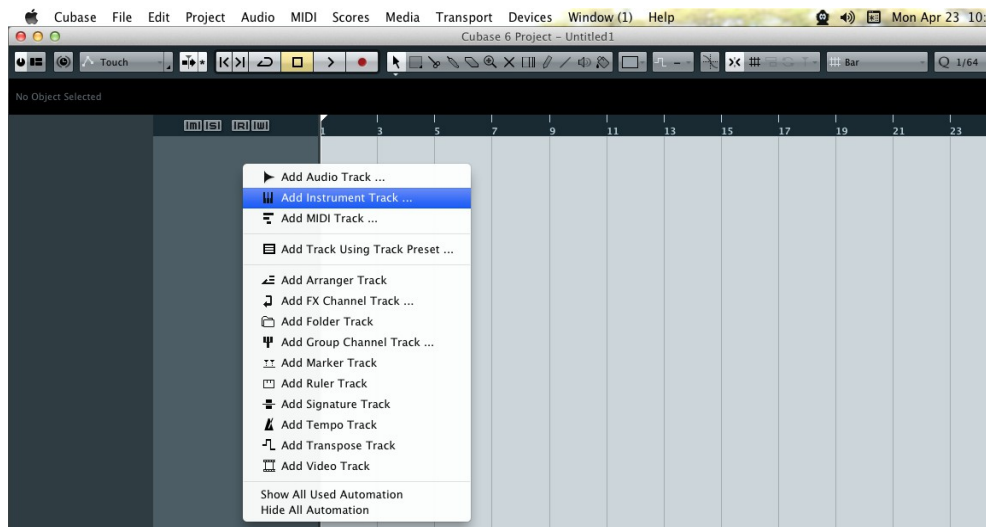 Cubase File Edit Project Audio MIDI Scores Media Transport Devices Window (1) Help Mon Apr 23 10:
Cubase 6 Project – Untitled1
Touch Bar Q 1/64
No Object Selected
[m] [S] [R] [W] 1 3 5 7 9 11 13 15 17 19 21 23
Add Audio Track ...
Add Instrument Track ...
Add MIDI Track ...
Add Track Using Track Preset ...
Add Arranger Track
Add FX Channel Track ...
Add Folder Track
Add Group Channel Track ...
Add Marker Track
Add Ruler Track
Add Signature Track
Add Tempo Track
Add Transpose Track
Add Video Track
Show All Used Automation
Hide All Automation